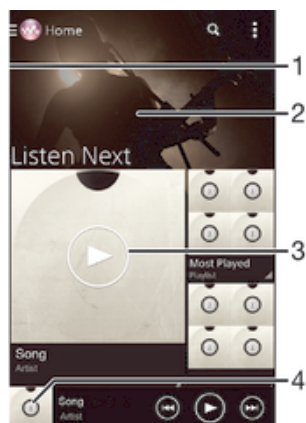 Home
1
2
Listen Next
3
Most Played
Playlist
Song
Artist
4
Song
Artist